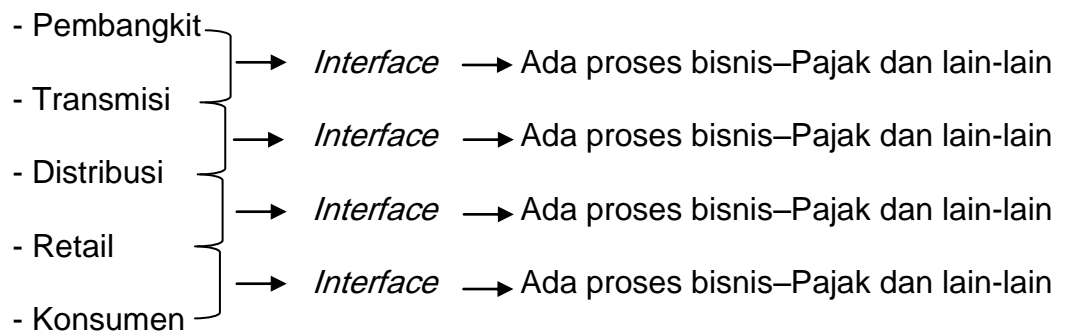 - Pembangkit
Interface Ada proses bisnis–Pajak dan lain-lain
- Transmisi
Interface Ada proses bisnis–Pajak dan lain-lain
- Distribusi
Interface Ada proses bisnis–Pajak dan lain-lain
- Retail
Interface Ada proses bisnis–Pajak dan lain-lain
- Konsumen